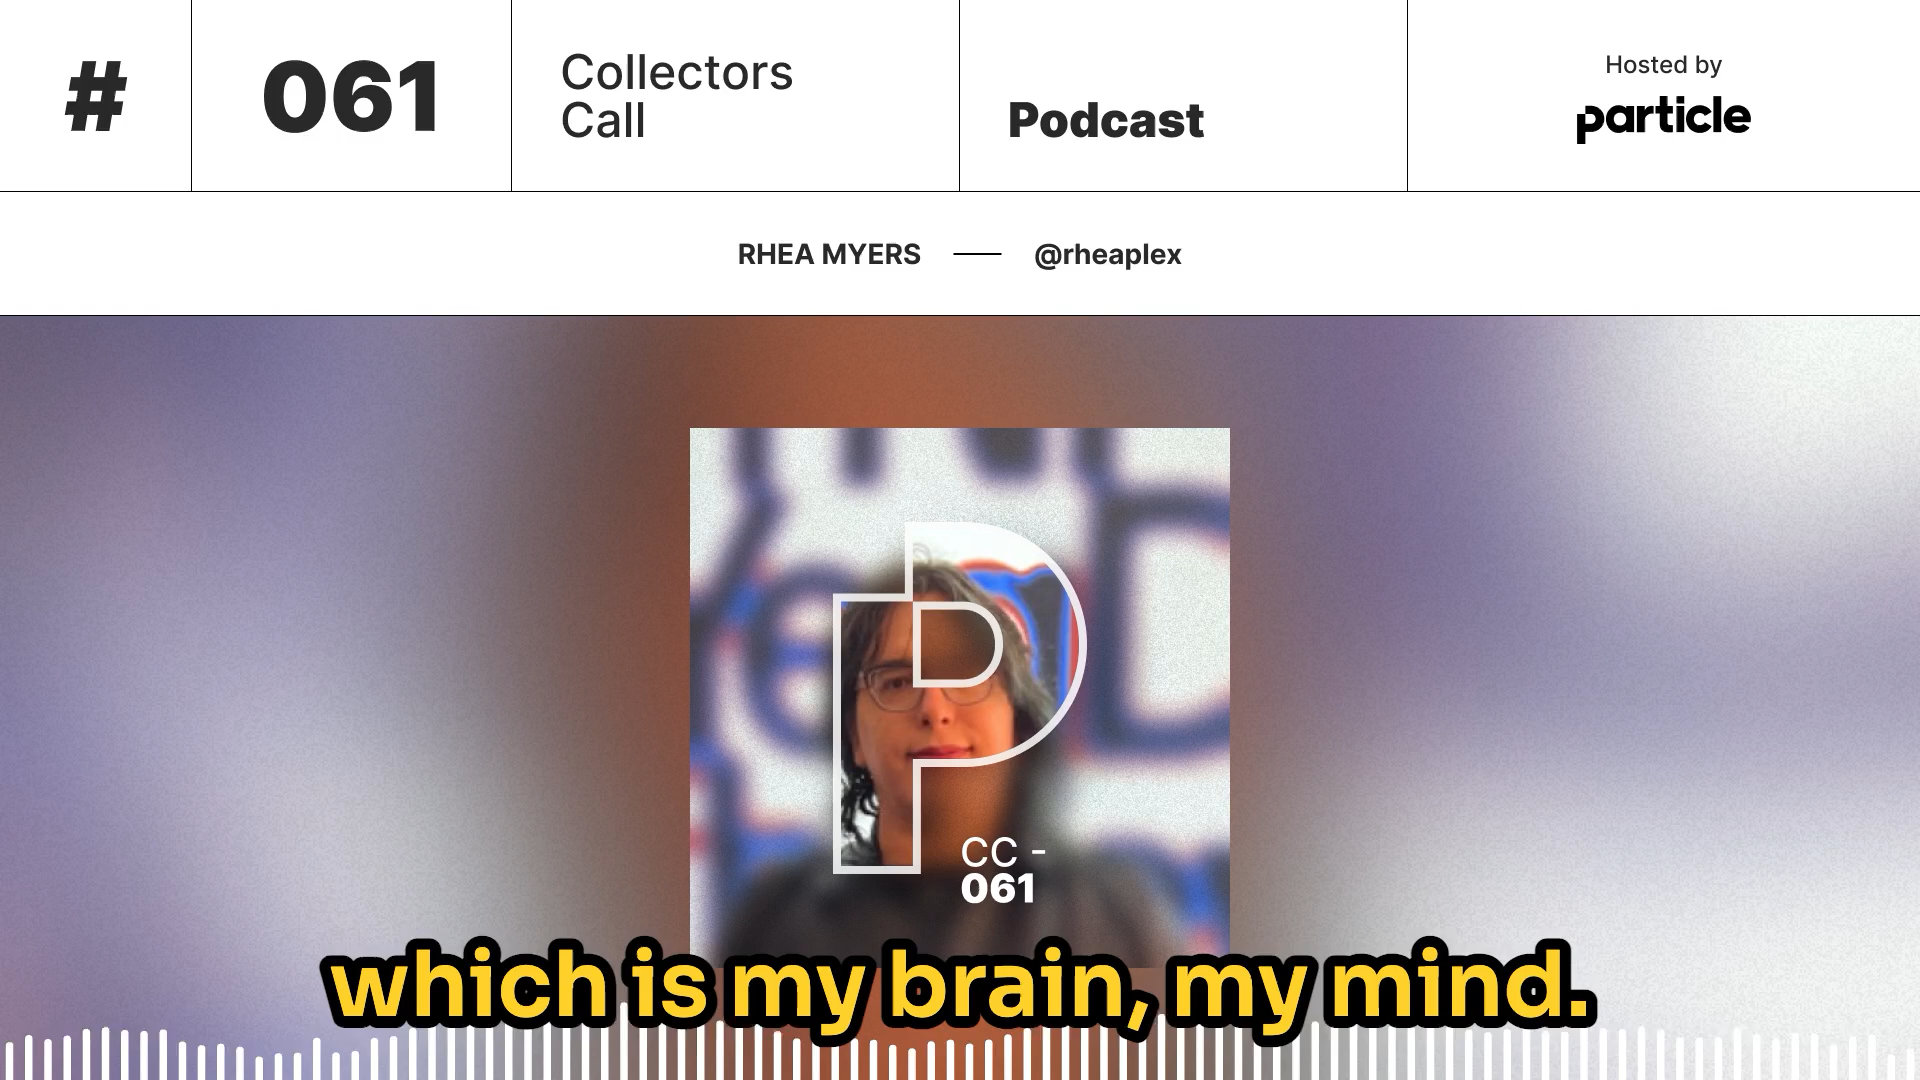 #
061
Collectors
Call
Podcast
Hosted by
particle
RHEA MYERS — @rheaplex
P
CC -
061
which is my brain, my mind.